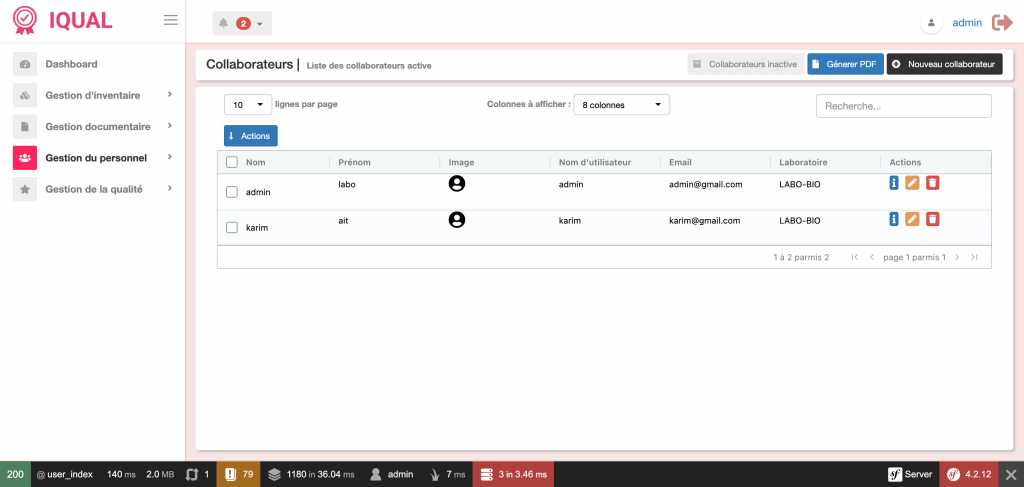 IQUAL
2
admin
Dashboard
Gestion d'inventaire
Gestion documentaire
Gestion du personnel
Gestion de la qualité
Collaborateurs | Liste des collaborateurs active
Collaborateurs inactive
Génerer PDF
Nouveau collaborateur
10 lignes par page
Colonnes à afficher : 8 colonnes
Recherche...
Actions
Nom Prénom Image Nom d'utilisateur Email Laboratoire Actions
admin labo admin admin@gmail.com LABO-BIO
karim ait karim karim@gmail.com LABO-BIO
1 à 2 parmis 2 page 1 parmis 1
200 @ user_index 140 ms 2.0 MB 1 79 1180 in 36.04 ms admin 7 ms 3 in 3.46 ms sf Server sf 4.2.12